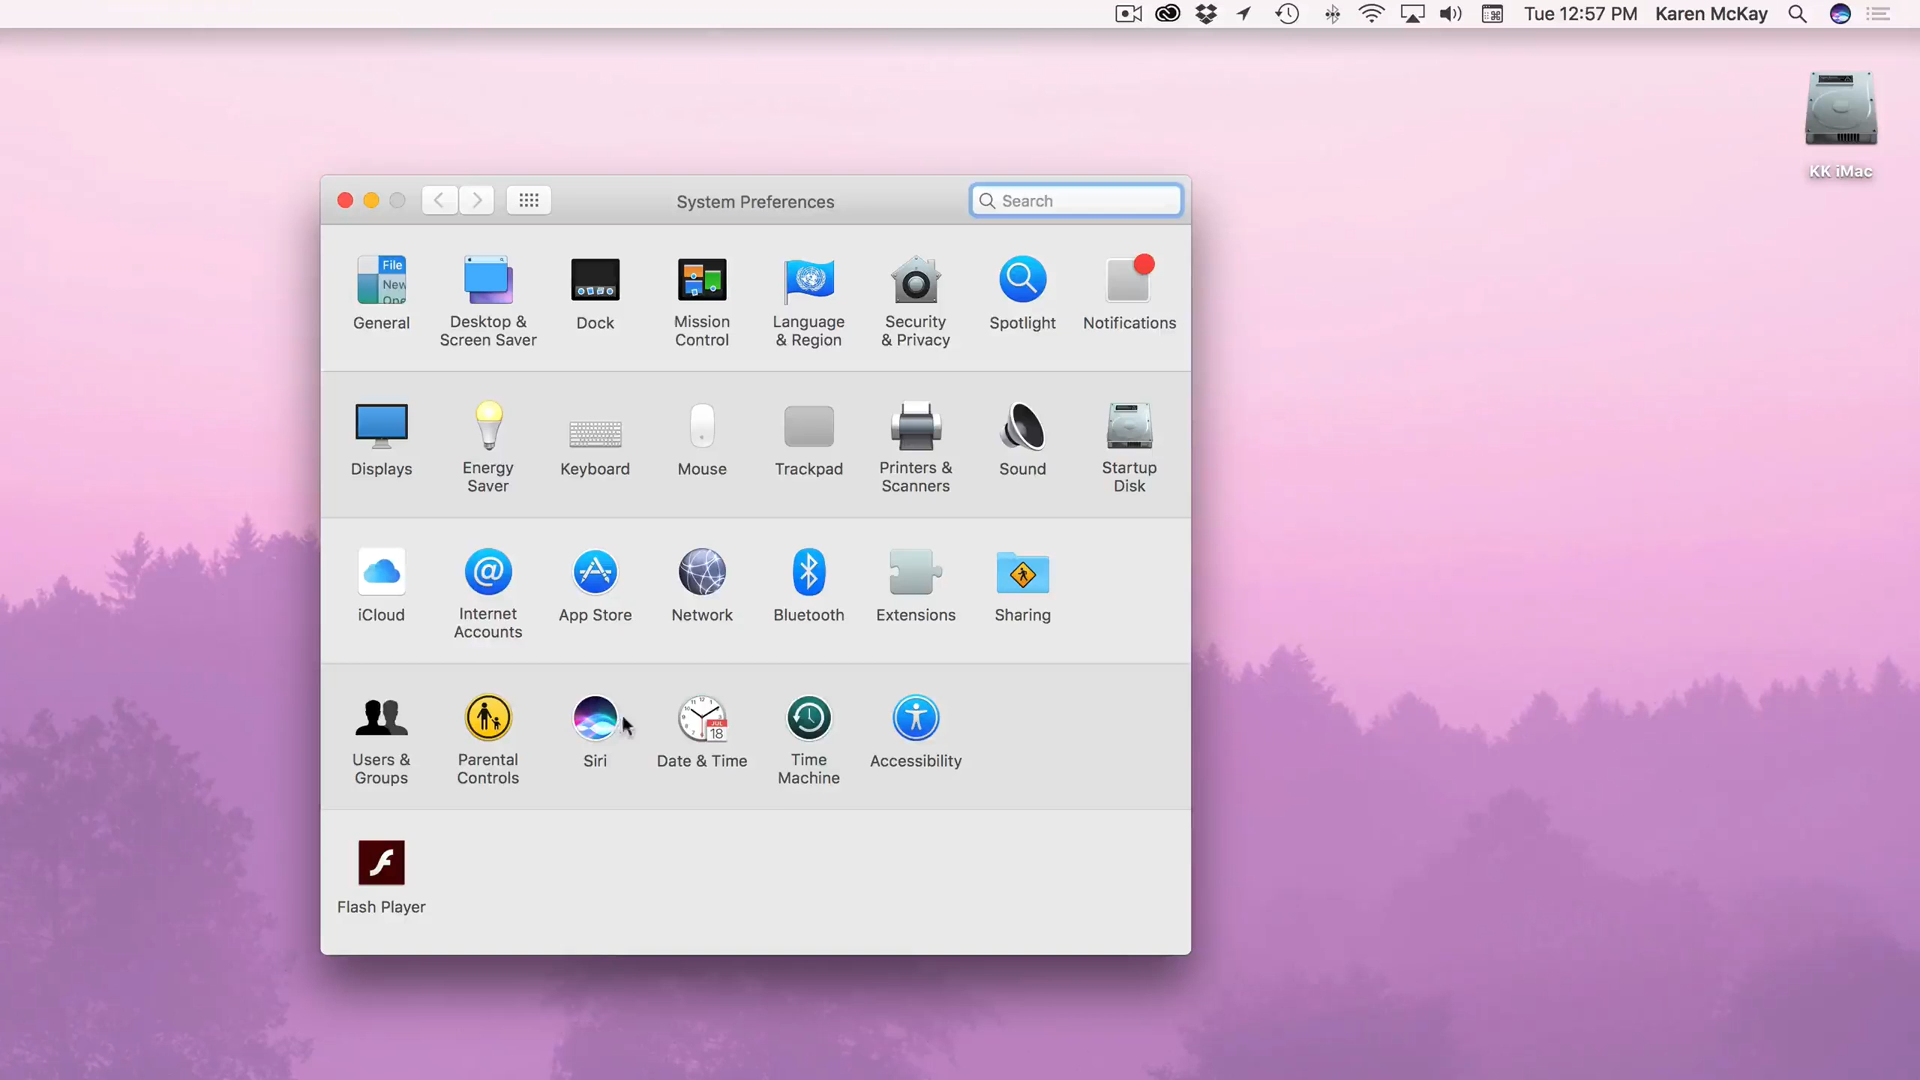 Tue 12:57 PM Karen McKay
KK iMac
System Preferences
Search
File
New
Ope
General
Desktop &
Screen Saver
Dock
Mission
Control
Language
& Region
Security
& Privacy
Spotlight
Notifications
Displays
Energy
Saver
Keyboard
Mouse
Trackpad
Printers &
Scanners
Sound
Startup
Disk
iCloud
Internet
Accounts
App Store
Network
Bluetooth
Extensions
Sharing
JUL
18
Users &
Groups
Parental
Controls
Siri
Date & Time
Time
Machine
Accessibility
Flash Player